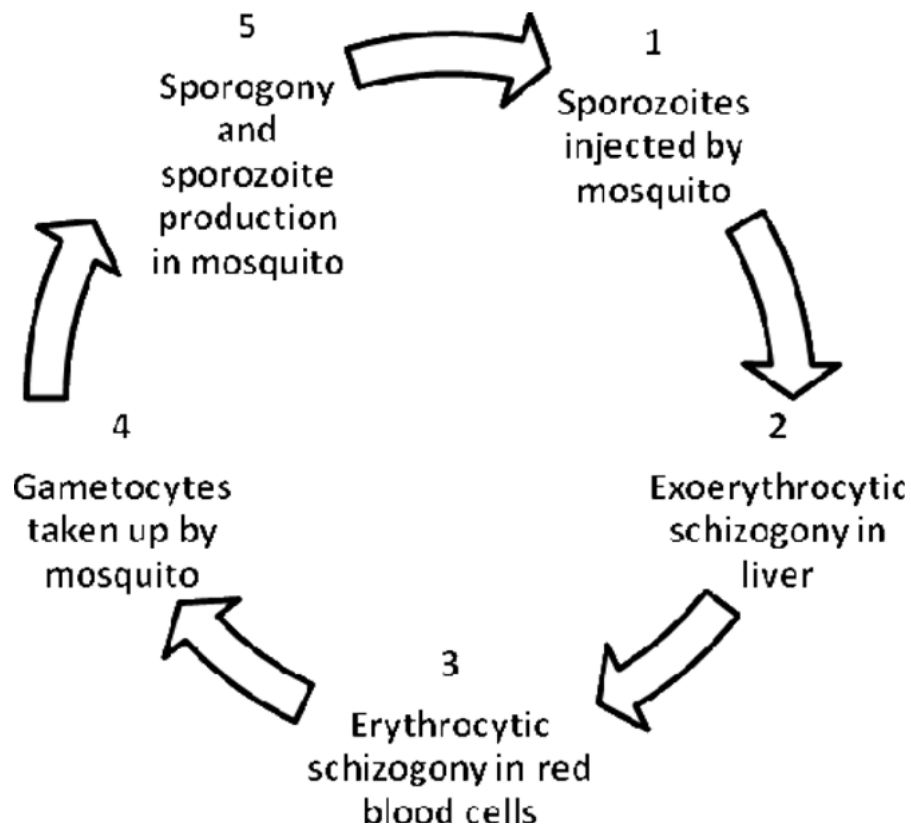 1
Sporozoites
injected by
mosquito
2
Exoerythrocytic
schizogony in
liver
3
Erythrocytic
schizogony in red
blood cells
4
Gametocytes
taken up by
mosquito
5
Sporogony
and
sporozoite
production
in mosquito